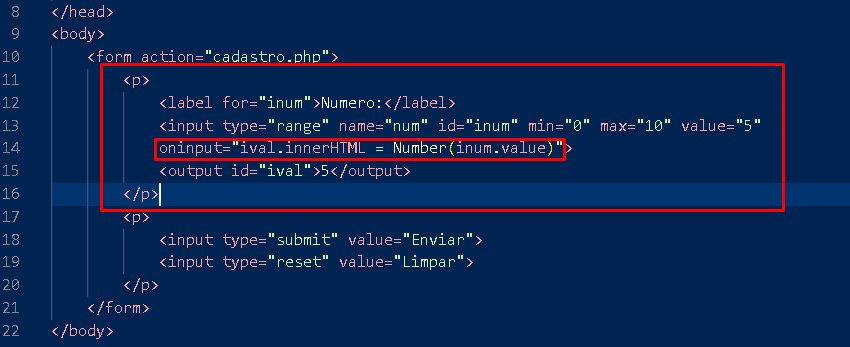 8 </head>
9 <body>
10 <form action="cadastro.php">
11 <p>
12 <label for="inum">Numero:</label>
13 <input type="range" name="num" id="inum" min="0" max="10" value="5"
14 oninput="ival.innerHTML = Number(inum.value)">
15 <output id="ival">5</output>
16 </p>
17 <p>
18 <input type="submit" value="Enviar">
19 <input type="reset" value="Limpar">
20 </p>
21 </form>
22 </body>